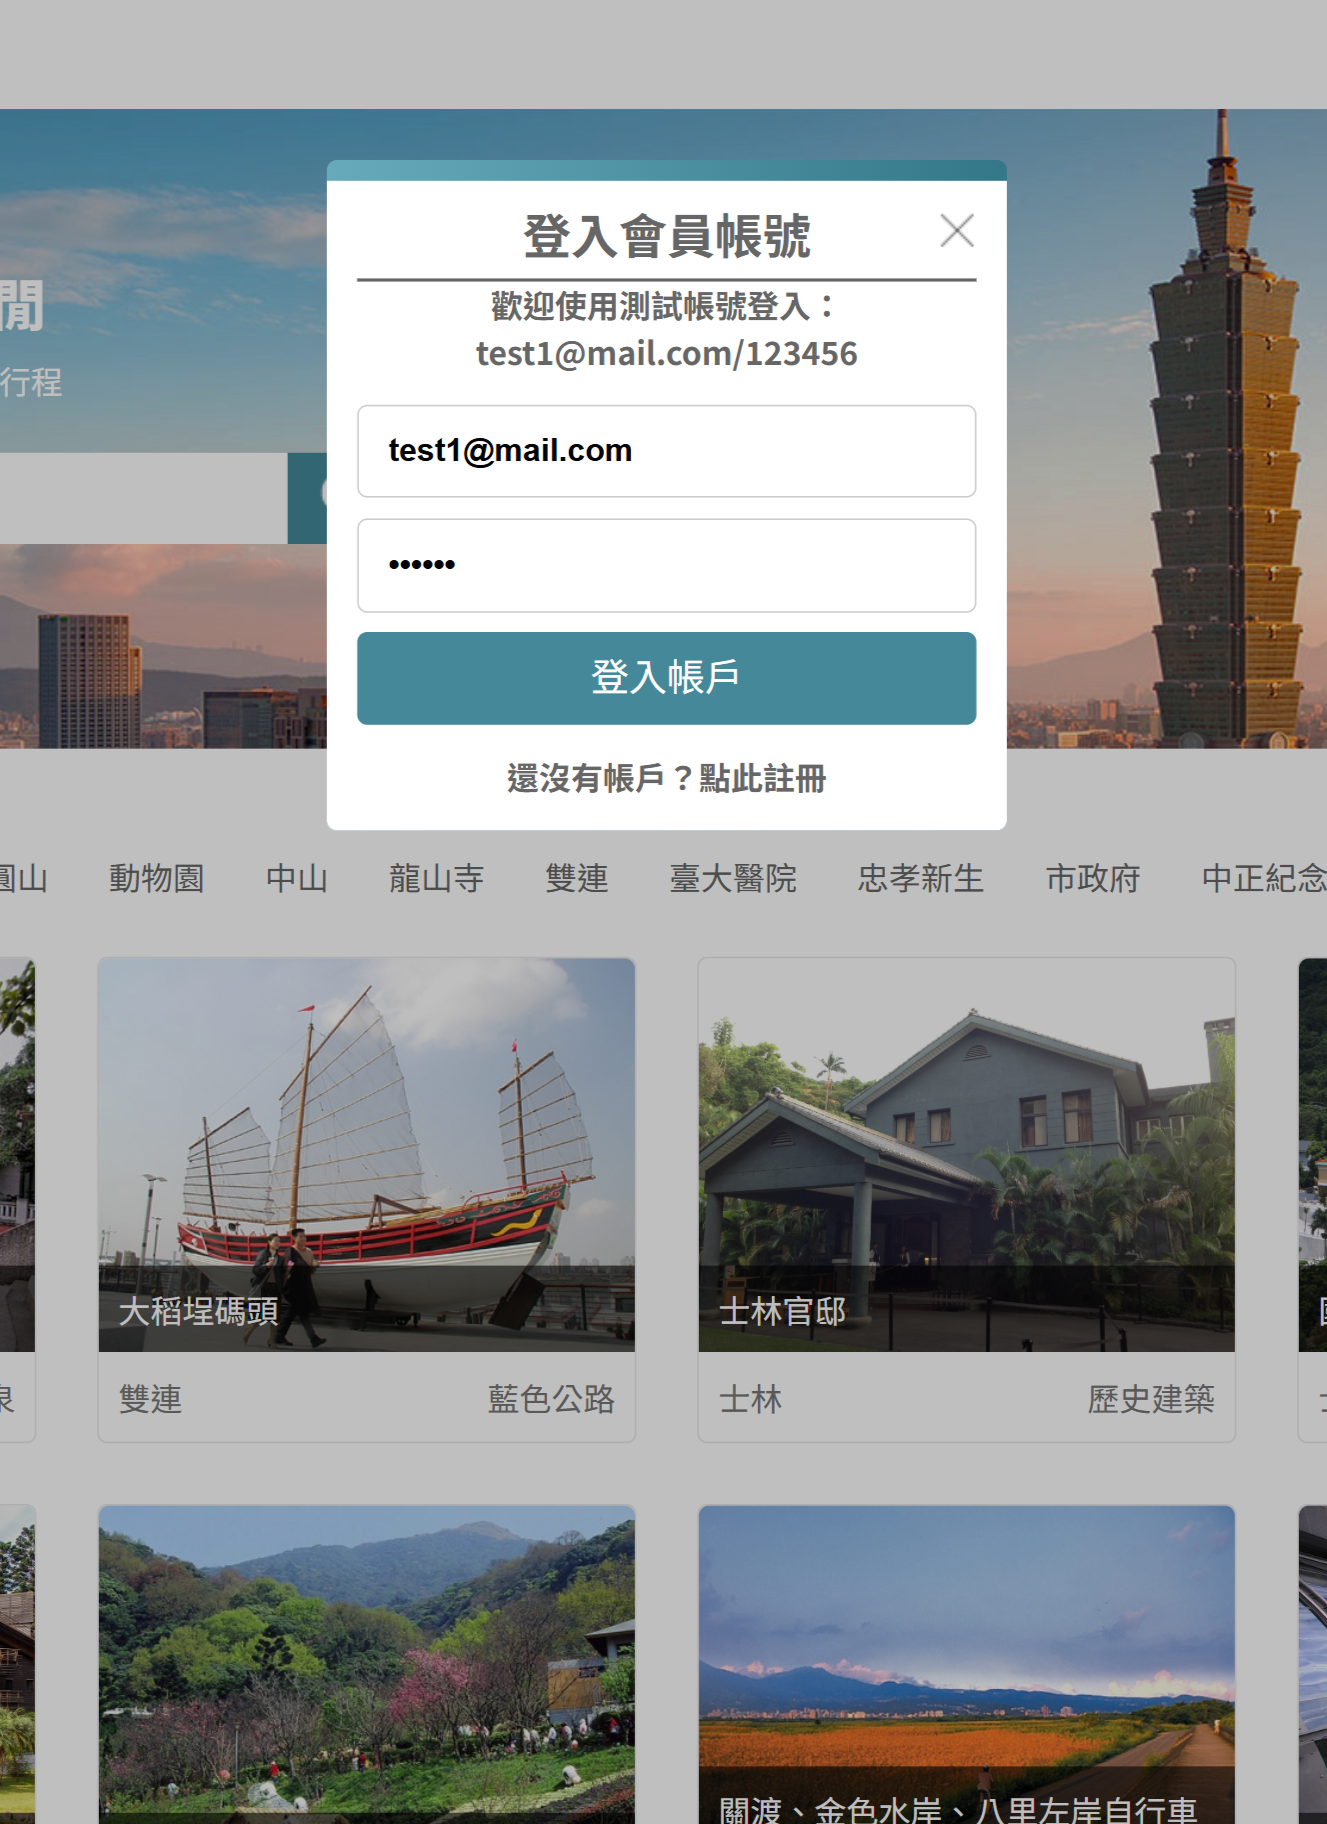 登入會員帳號
歡迎使用測試帳號登入：
test1@mail.com/123456
閒
行程
test1@mail.com
••••••
登入帳戶
還沒有帳戶？點此註冊
圓山 動物園 中山 龍山寺 雙連 臺大醫院 忠孝新生 市政府 中正紀念
大稻埕碼頭
士林官邸
泉
雙連 藍色公路
士林 歷史建築
關渡、金色水岸、八里左岸自行車